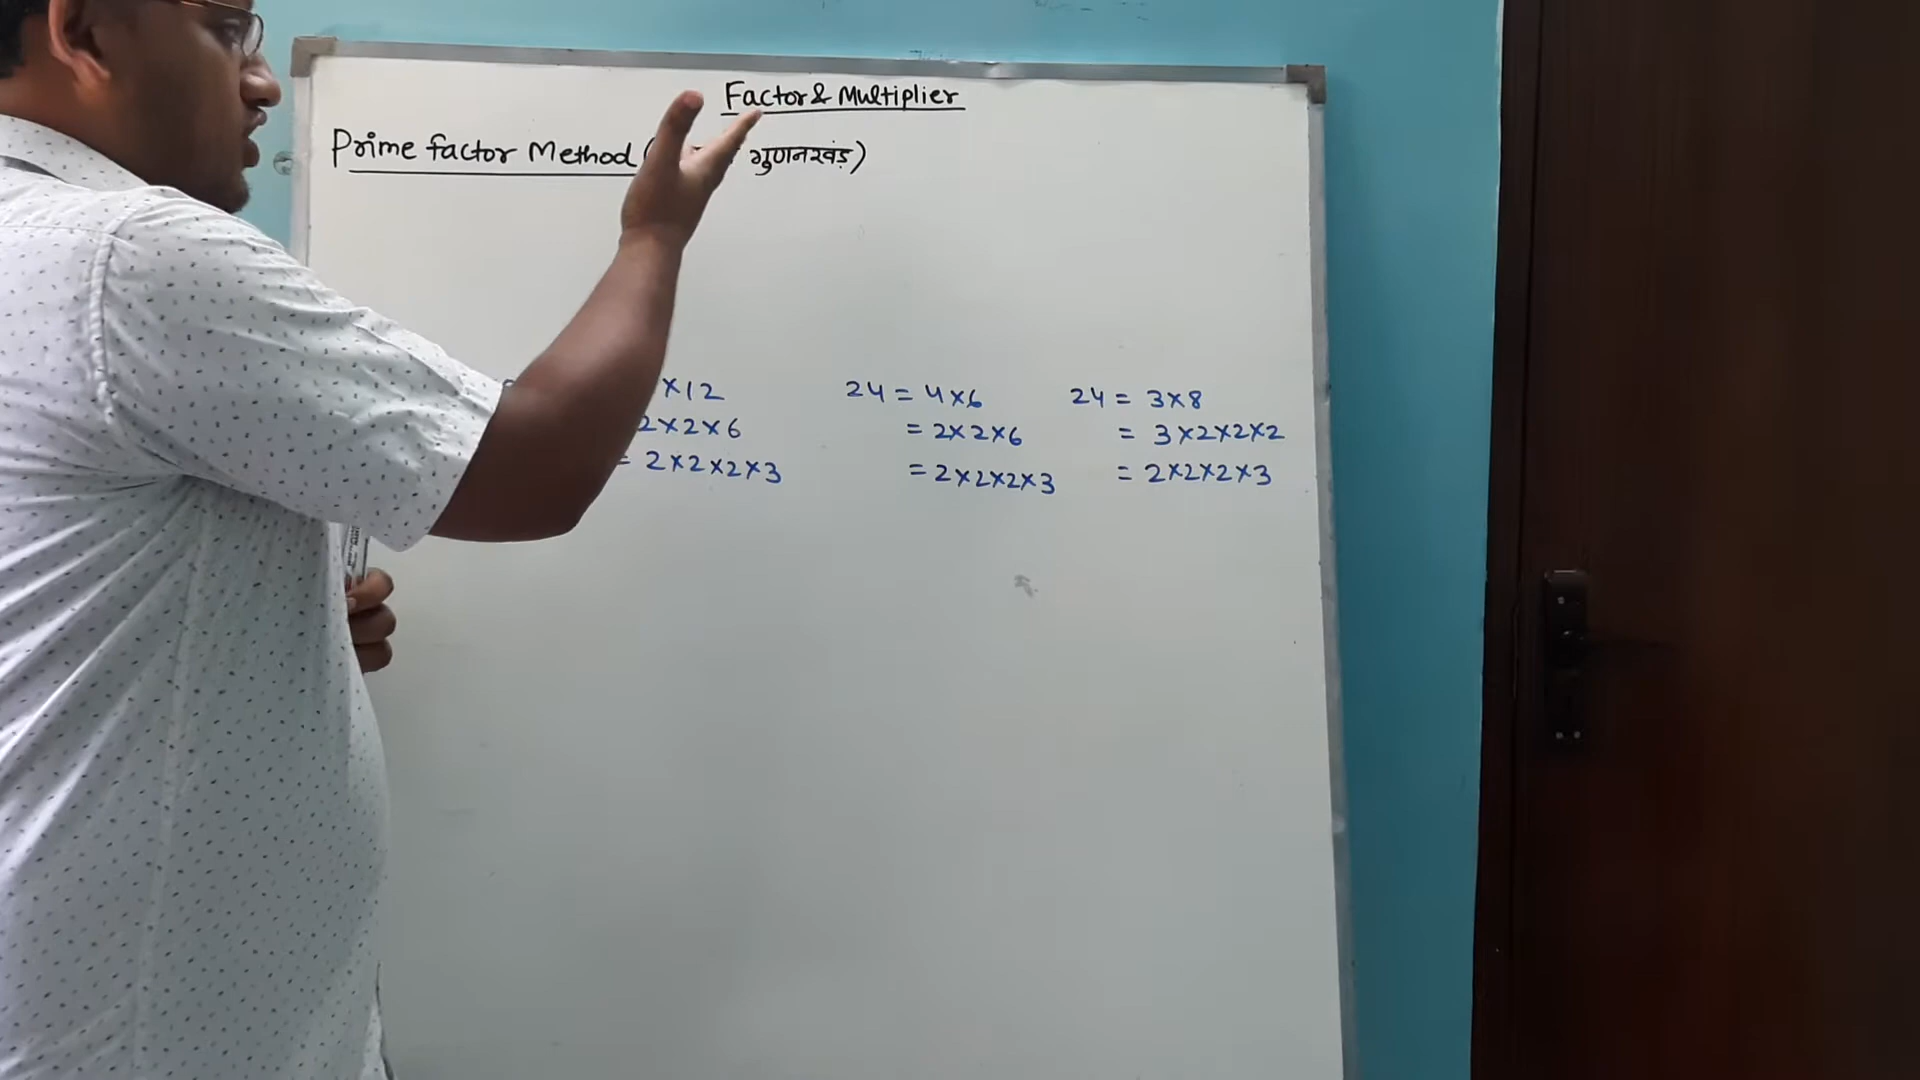 Factor & Multiplier
Prime factor Method ( गुणनखंड)
×12
2×2×6
= 2×2×2×3
24 = 4×6
= 2×2×6
= 2×2×2×3
24 = 3×8
= 3×2×2×2
= 2×2×2×3